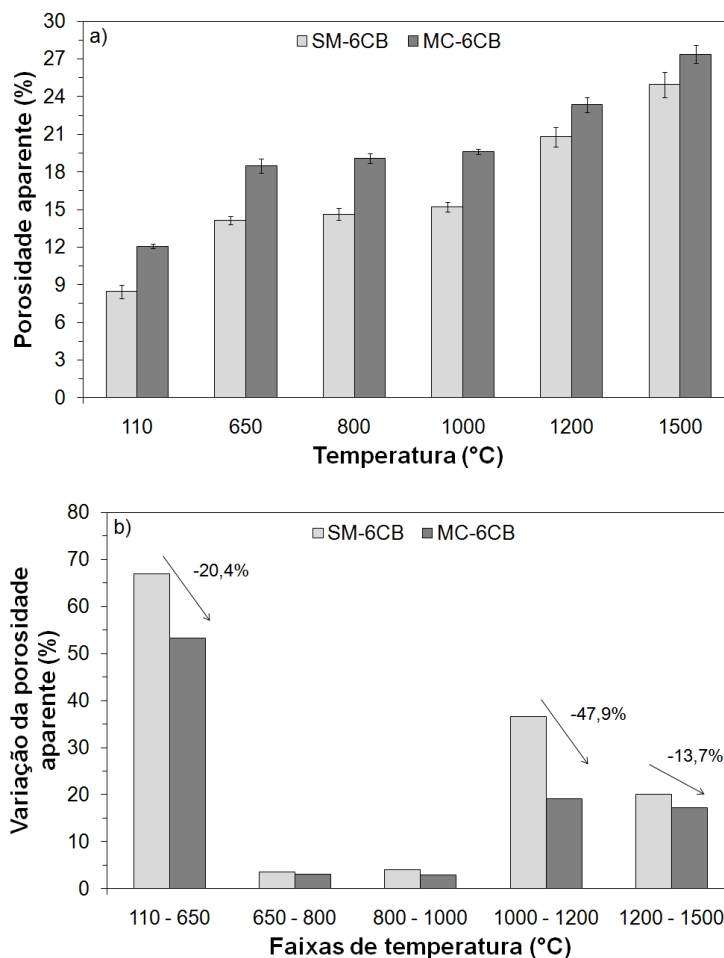 a)
SM-6CB MC-6CB
Porosidade aparente (%)
30
27
24
21
18
15
12
9
6
3
0
110 650 800 1000 1200 1500
Temperatura (°C)
b)
SM-6CB MC-6CB
Variação da porosidade
aparente (%)
80
70
60
50
40
30
20
10
0
-20,4%
-47,9%
-13,7%
110 - 650 650 - 800 800 - 1000 1000 - 1200 1200 - 1500
Faixas de temperatura (°C)